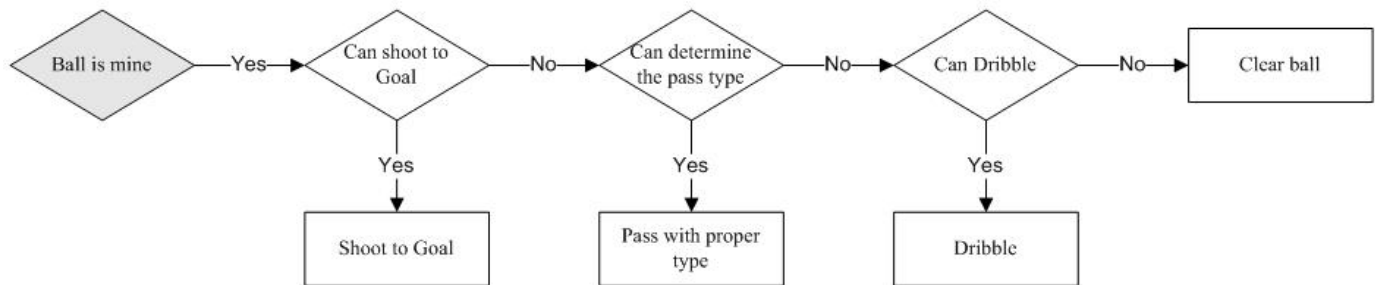 Ball is mine
Yes
Can shoot to
Goal
No
Can determine
the pass type
No
Can Dribble
No
Clear ball
Yes
Yes
Yes
Shoot to Goal
Pass with proper
type
Dribble